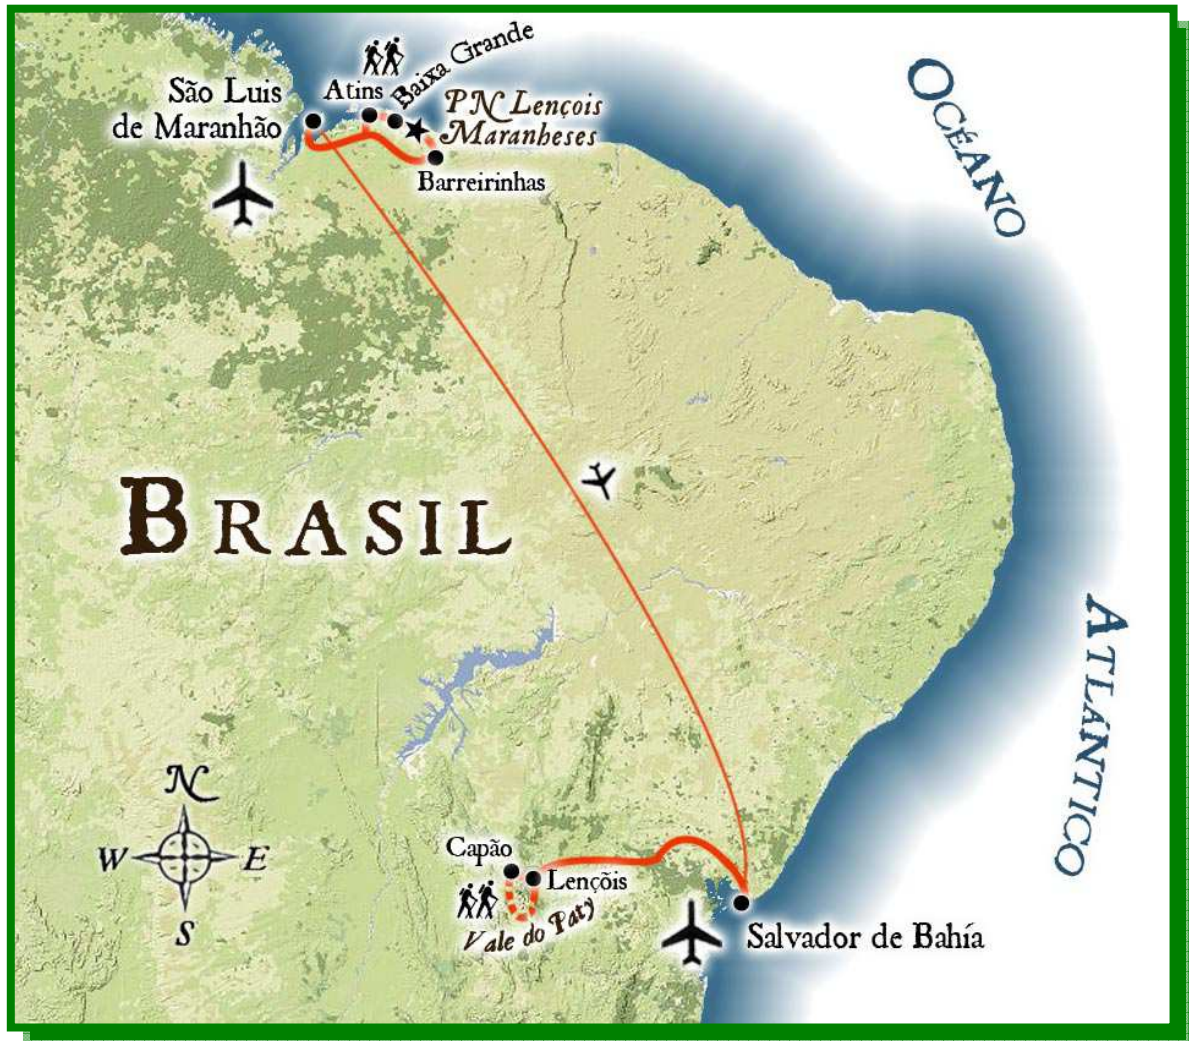 São Luis
de Maranhão
Atins
Baixa Grande
PN Lençois
Maranheses
Barreirinhas
OCÉANO
ATLÁNTICO
BRASIL
N
W
E
S
Capão
Lençõis
Vale do Paty
Salvador de Bahía